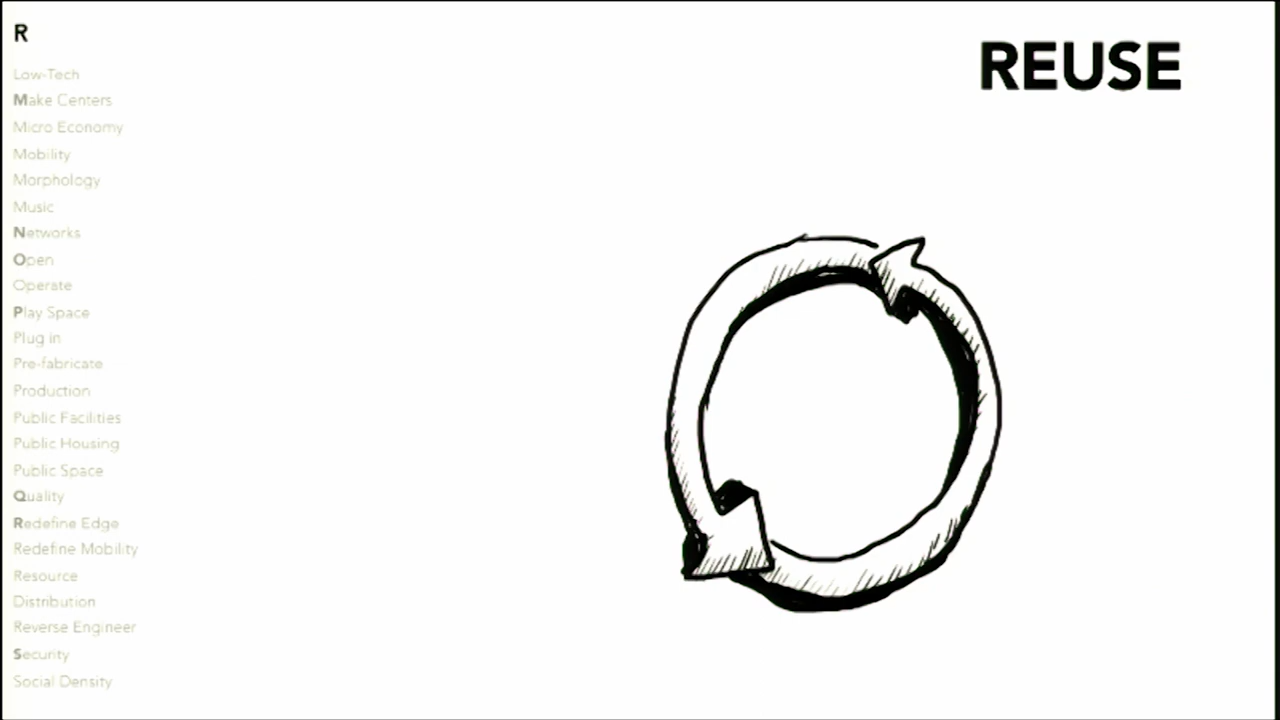 R
REUSE
Low-Tech
Make Centers
Micro Economy
Mobility
Morphology
Music
Networks
Open
Operate
Play Space
Plug in
Pre-fabricate
Production
Public Facilities
Public Housing
Public Space
Quality
Redefine Edge
Redefine Mobility
Resource
Distribution
Reverse Engineer
Security
Social Density